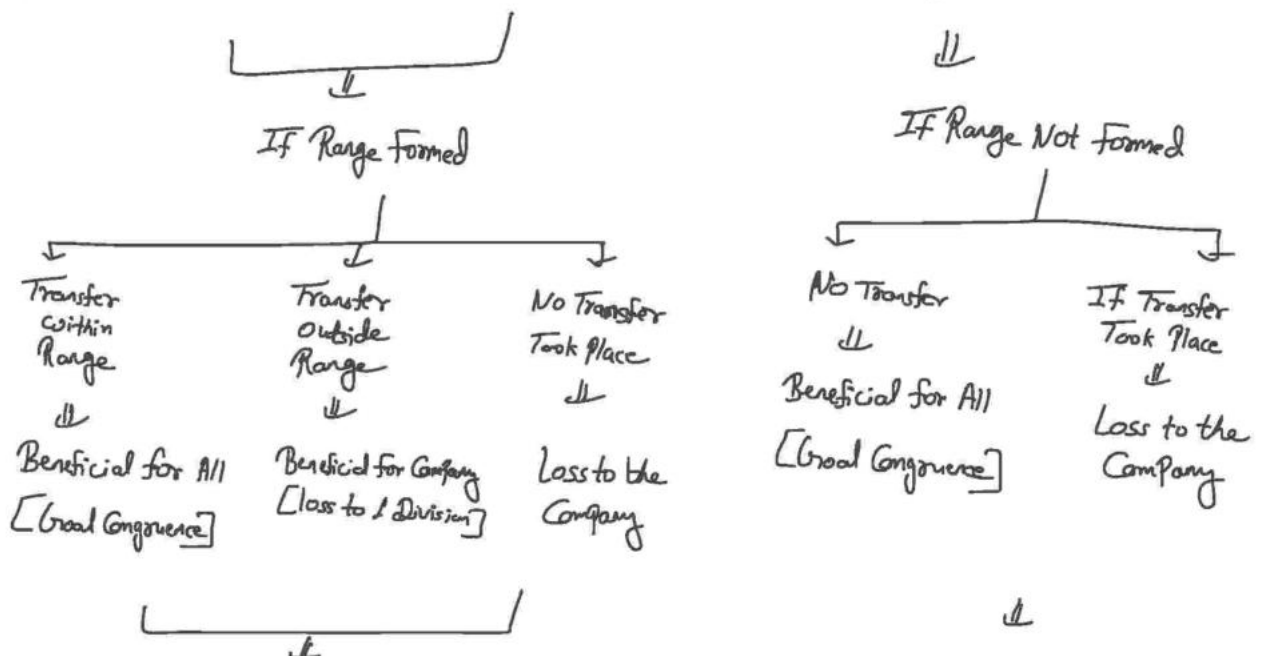 If Range Formed
If Range Not Formed
Transfer
within
Range
Beneficial for All
[Goal Congruence]
Transfer
outside
Range
Beneficial for Company
[loss to 1 Division]
No Transfer
Took Place
Loss to the
Company
No Transfer
Beneficial for All
[Goal Congruence]
If Transfer
Took Place
Loss to the
Company